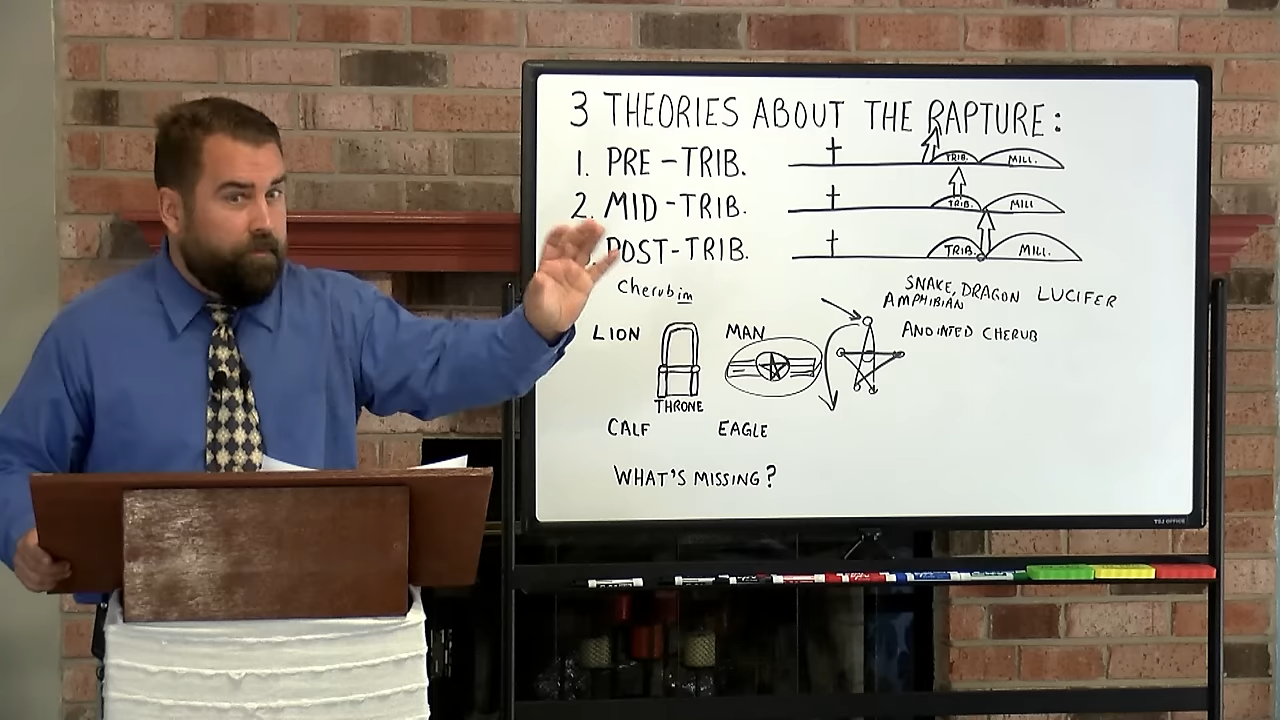 3 THEORIES ABOUT THE RAPTURE:
1. PRE-TRIB. TRIB. MILL.
2. MID-TRIB. TRIB. MILL
. POST-TRIB. TRIB. MILL.
Cherubim
SNAKE, DRAGON LUCIFER
AMPHIBIAN
LION MAN ANOINTED CHERUB
THRONE
CALF EAGLE
WHAT'S MISSING?